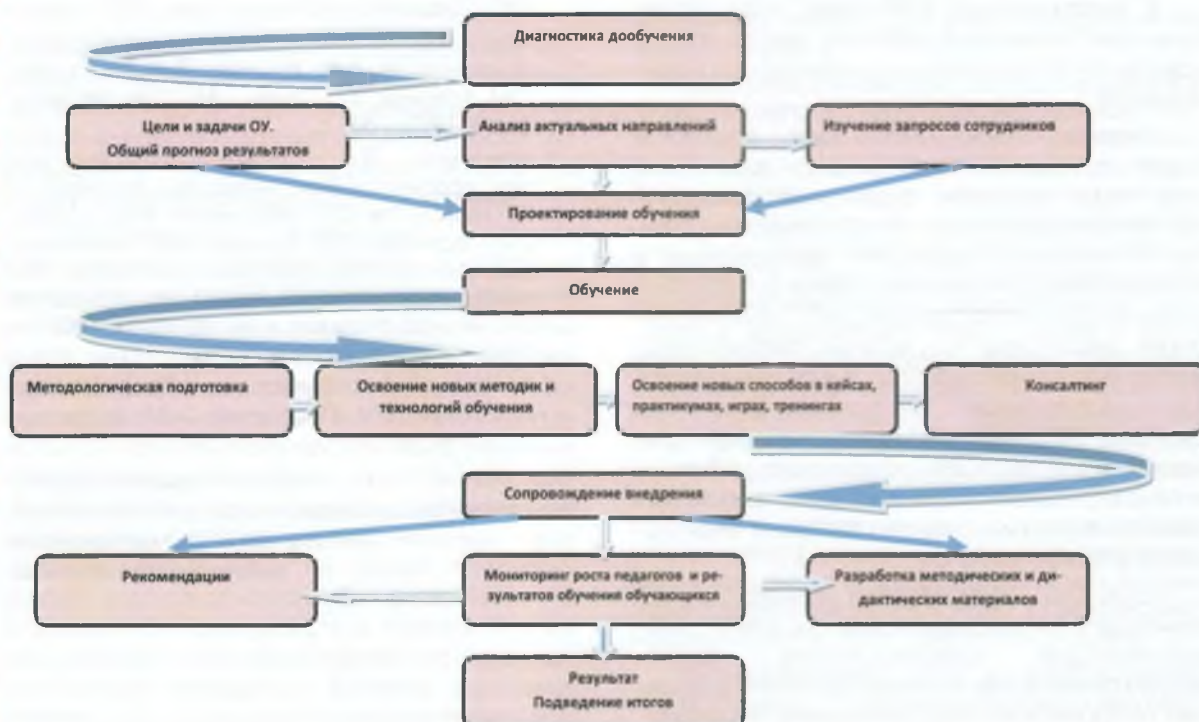 Диагностика дообучения
Цели и задачи ОУ.
Общий прогноз результатов
Анализ актуальных направлений
Изучение запросов сотрудников
Проектирование обучения
Обучение
Методологическая подготовка
Освоение новых методик и
технологий обучения
Освоение новых способов в кейсах,
практикумах, играх, тренингах
Консалтинг
Сопровождение внедрения
Рекомендации
Мониторинг роста педагогов и ре-
зультатов обучения обучающихся
Разработка методических и ди-
дактических материалов
Результат
Подведение итогов